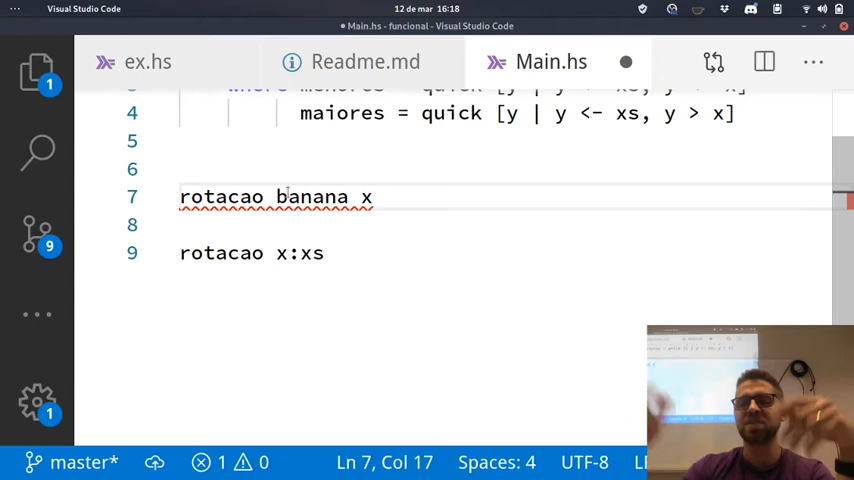 Visual Studio Code
12 de mar 16:18
• Main.hs - funcional - Visual Studio Code
ex.hs
Readme.md
Main.hs
1
9
1
4 maiores = quick [y | y <- xs, y > x]
5
6
7 rotacao banana x
8
9 rotacao x:xs
master*
1
0
Ln 7, Col 17
Spaces: 4
UTF-8